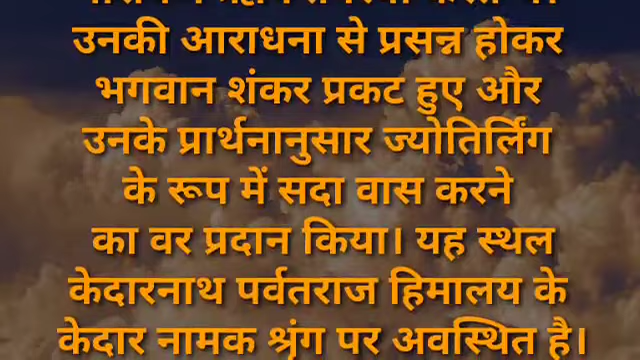 उनकी आराधना से प्रसन्न होकर
भगवान शंकर प्रकट हुए और
उनके प्रार्थनानुसार ज्योतिर्लिंग
के रूप में सदा वास करने
का वर प्रदान किया। यह स्थल
केदारनाथ पर्वतराज हिमालय के
केदार नामक श्रृंग पर अवस्थित है।